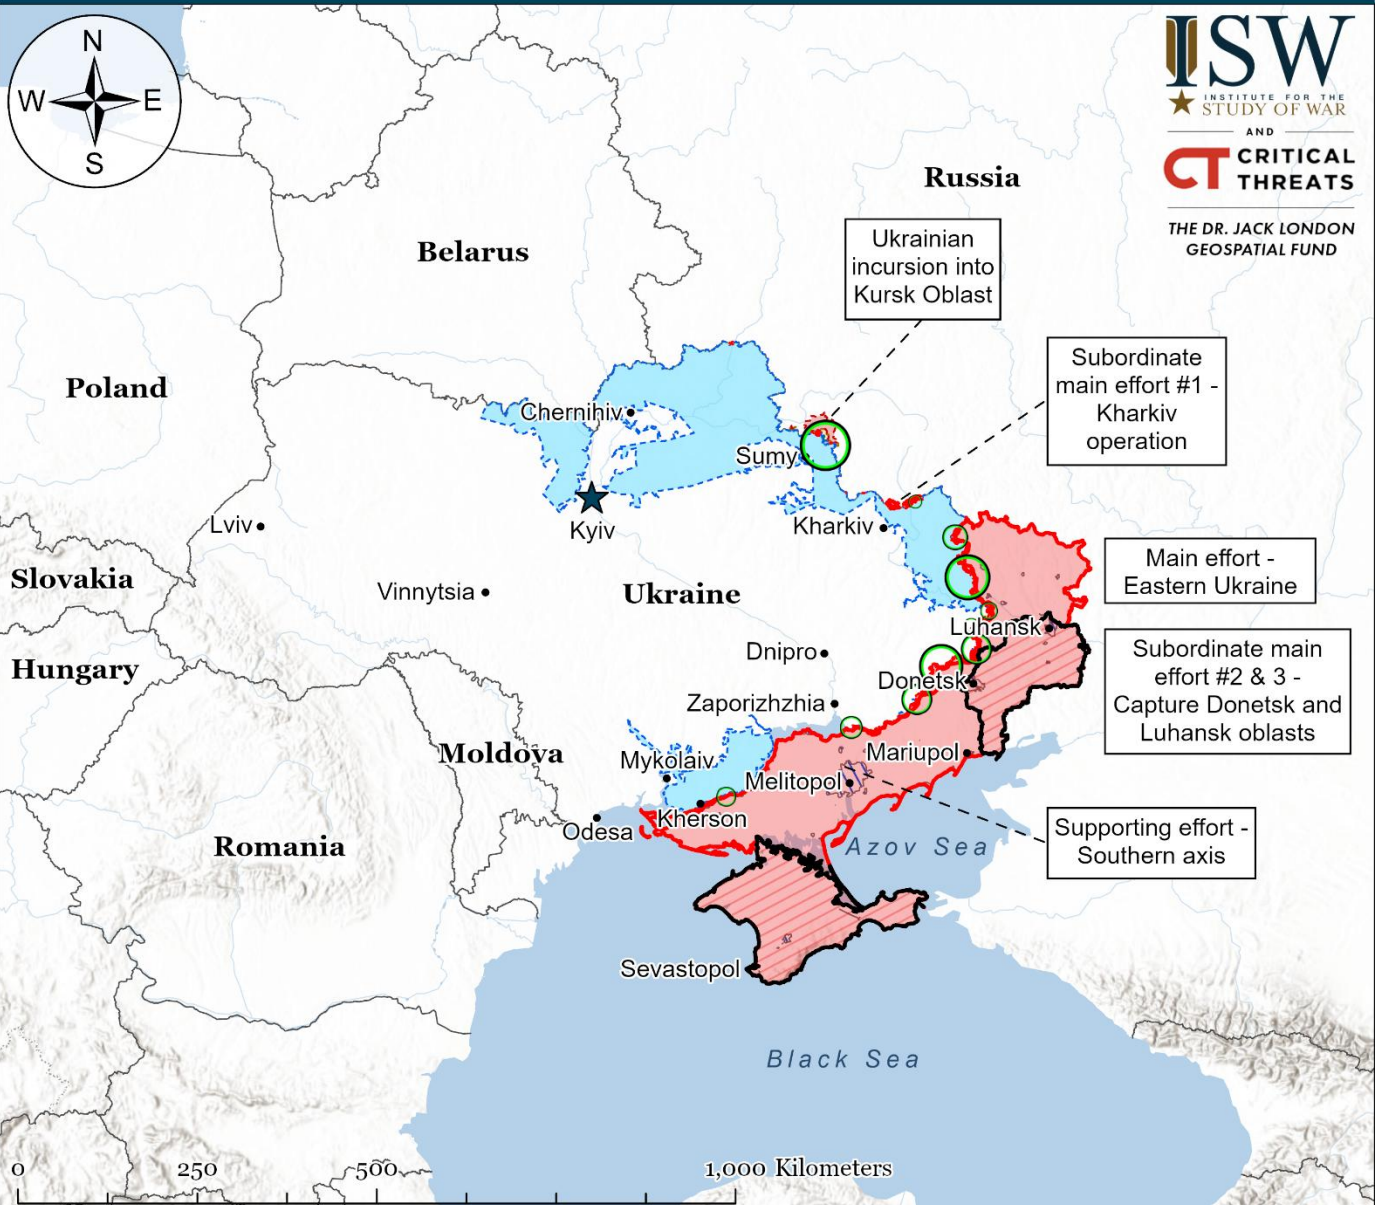 N
W
E
S
ISW
INSTITUTE FOR THE
STUDY OF WAR
AND
CT CRITICAL
THREATS
THE DR. JACK LONDON
GEOSPATIAL FUND
Russia
Belarus
Ukrainian
incursion into
Kursk Oblast
Subordinate
main effort #1 -
Kharkiv
operation
Poland
Chernihiv
Sumy
Lviv
Kyiv
Kharkiv
Main effort -
Eastern Ukraine
Slovakia
Vinnytsia
Ukraine
Luhansk
Subordinate main
effort #2 & 3 -
Capture Donetsk and
Luhansk oblasts
Hungary
Dnipro
Donetsk
Zaporizhzhia
Moldova
Mykolaiv
Mariupol
Melitopol
Kherson
Odesa
Romania
Azov Sea
Supporting effort -
Southern axis
Sevastopol
Black Sea
0 250 500 1,000 Kilometers